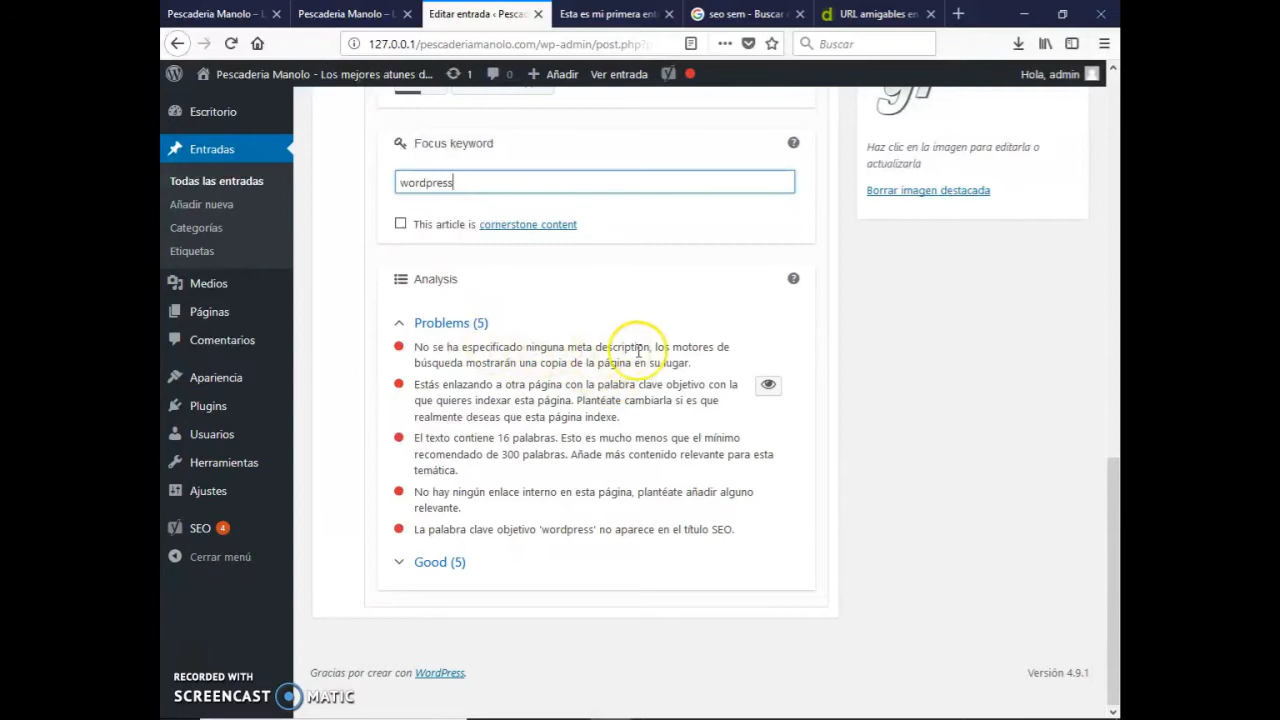 Pescaderia Manolo – L
Pescaderia Manolo – L
Editar entrada ‹ Pesca
Esta es mi primera ent
seo sem - Buscar
URL amigables en
127.0.0.1/pescaderiamanolo.com/wp-admin/post.php?
Buscar
Pescaderia Manolo - Los mejores atunes d...
1
0
Añadir
Ver entrada
Hola, admin
Escritorio
Entradas
Todas las entradas
Añadir nueva
Categorías
Etiquetas
Medios
Páginas
Comentarios
Apariencia
Plugins
Usuarios
Herramientas
Ajustes
SEO 4
Cerrar menú
Focus keyword
wordpress
This article is cornerstone content
Analysis
Problems (5)
No se ha especificado ninguna meta description, los motores de
búsqueda mostrarán una copia de la página en su lugar.
Estás enlazando a otra página con la palabra clave objetivo con la
que quieres indexar esta página. Plantéate cambiarla si es que
realmente deseas que esta página indexe.
El texto contiene 16 palabras. Esto es mucho menos que el mínimo
recomendado de 300 palabras. Añade más contenido relevante para esta
temática.
No hay ningún enlace interno en esta página, plantéate añadir alguno
relevante.
La palabra clave objetivo 'wordpress' no aparece en el título SEO.
Good (5)
Haz clic en la imagen para editarla o
actualizarla
Borrar imagen destacada
Gracias por crear con WordPress.
Versión 4.9.1
RECORDED WITH
SCREENCAST MATIC